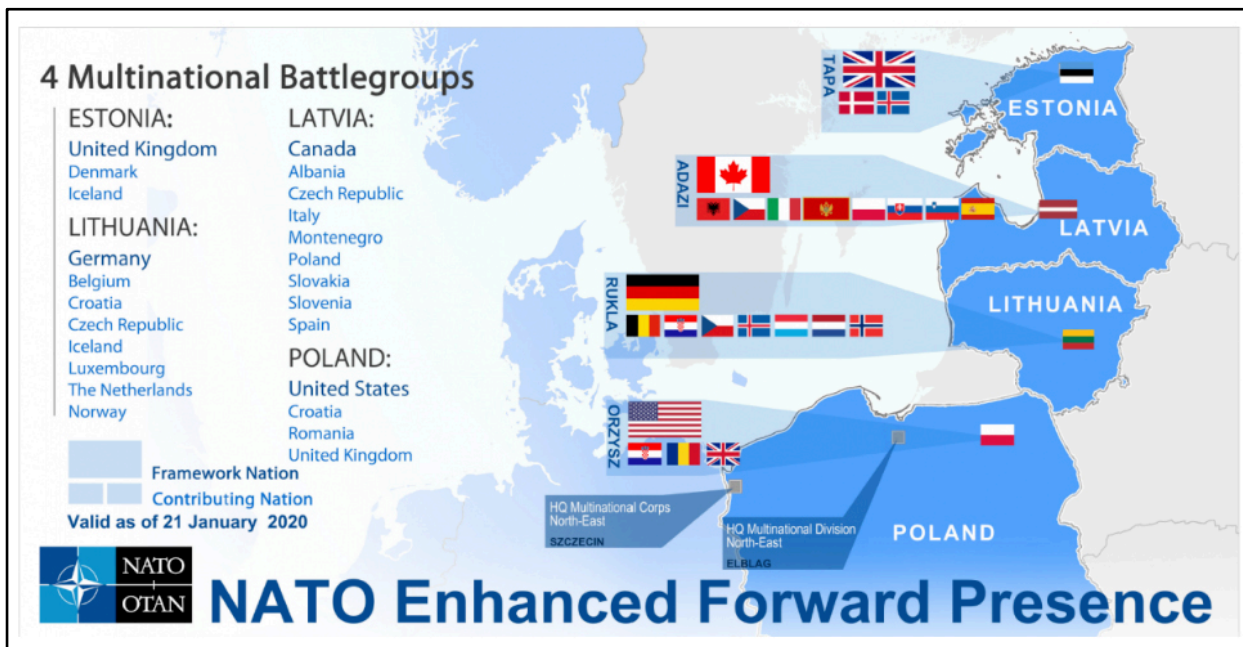 4 Multinational Battlegroups
ESTONIA:
United Kingdom
Denmark
Iceland
LITHUANIA:
Germany
Belgium
Croatia
Czech Republic
Iceland
Luxembourg
The Netherlands
Norway
LATVIA:
Canada
Albania
Czech Republic
Italy
Montenegro
Poland
Slovakia
Slovenia
Spain
POLAND:
United States
Croatia
Romania
United Kingdom
Framework Nation
Contributing Nation
Valid as of 21 January 2020
TAPA
ESTONIA
ADAZI
LATVIA
RUKLA
LITHUANIA
ORZYSZ
HQ Multinational Corps
North-East
SZCZECIN
HQ Multinational Division
North-East
ELBLAG
POLAND
NATO
OTAN
NATO Enhanced Forward Presence